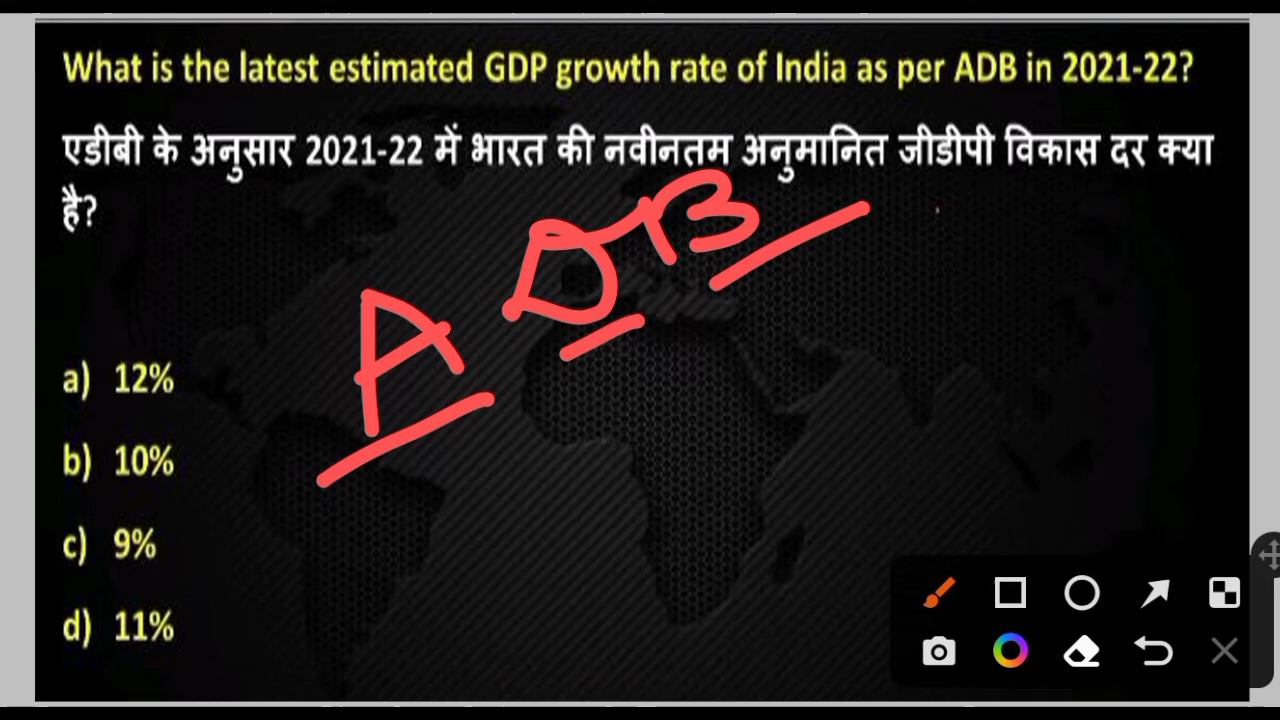 What is the latest estimated GDP growth rate of India as per ADB in 2021-22?
एडीबी के अनुसार 2021-22 में भारत की नवीनतम अनुमानित जीडीपी विकास दर क्या
है?
ADB
a) 12%
b) 10%
c) 9%
d) 11%